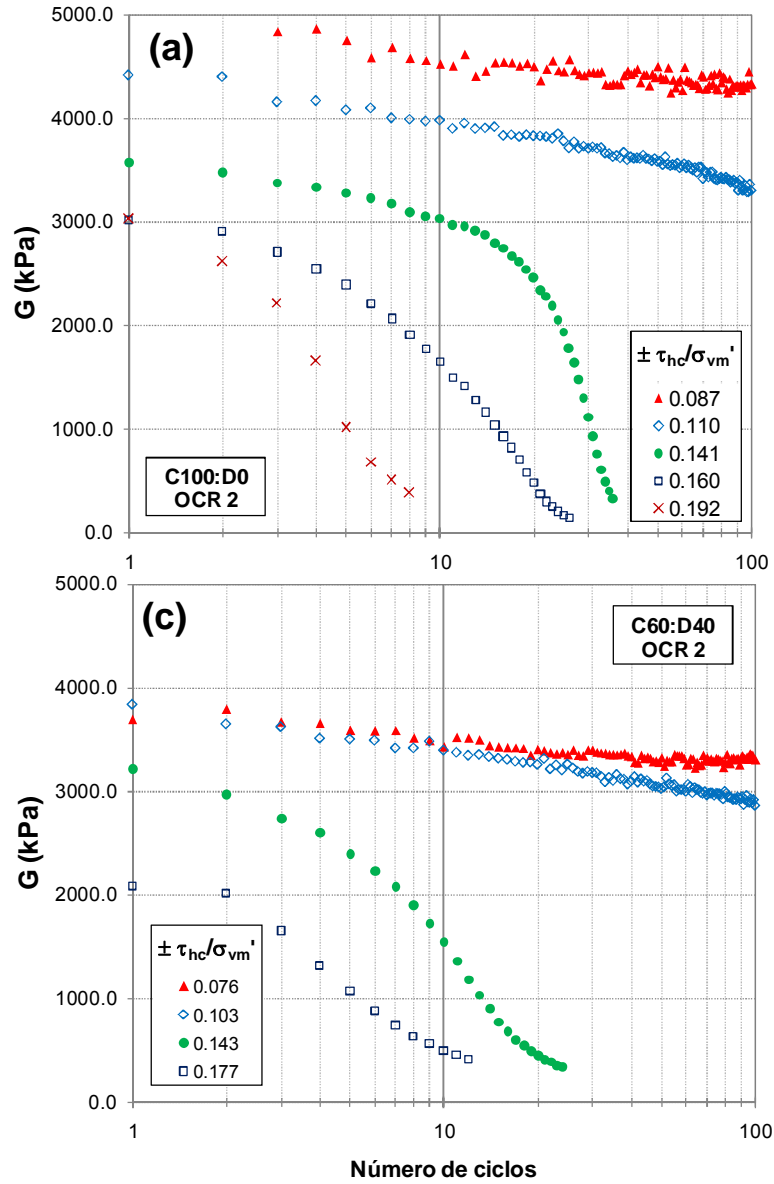 (a)
5000.0
4000.0
3000.0
2000.0
1000.0
0.0
G (kPa)
C100:D0
OCR 2
± τhc/σvm'
0.087
0.110
0.141
0.160
0.192
1
10
100
(c)
5000.0
4000.0
3000.0
2000.0
1000.0
0.0
G (kPa)
C60:D40
OCR 2
± τhc/σvm'
0.076
0.103
0.143
0.177
1
10
100
Número de ciclos